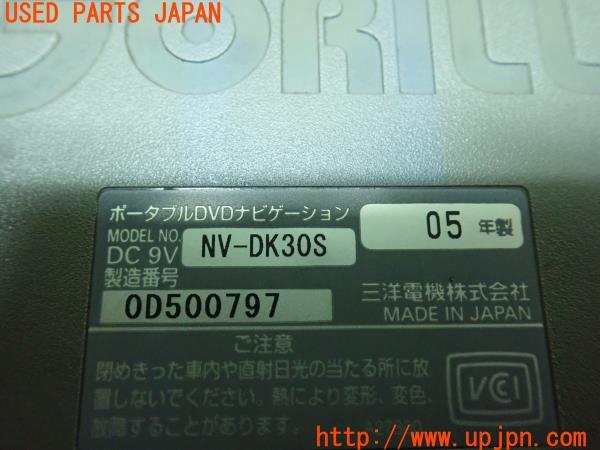 USED PARTS JAPAN
GORILL
ポータブルDVDナビゲーション
05 年製
MODEL NO.
DC 9V
NV-DK30S
製造番号
0D500797
三洋電機株式会社
MADE IN JAPAN
ご注意
閉めきった車内や直射日光の当たる所に放
置しないでください。熱により変形、変色、
故障することがあります。
VCI
http://www.upjpn.com/